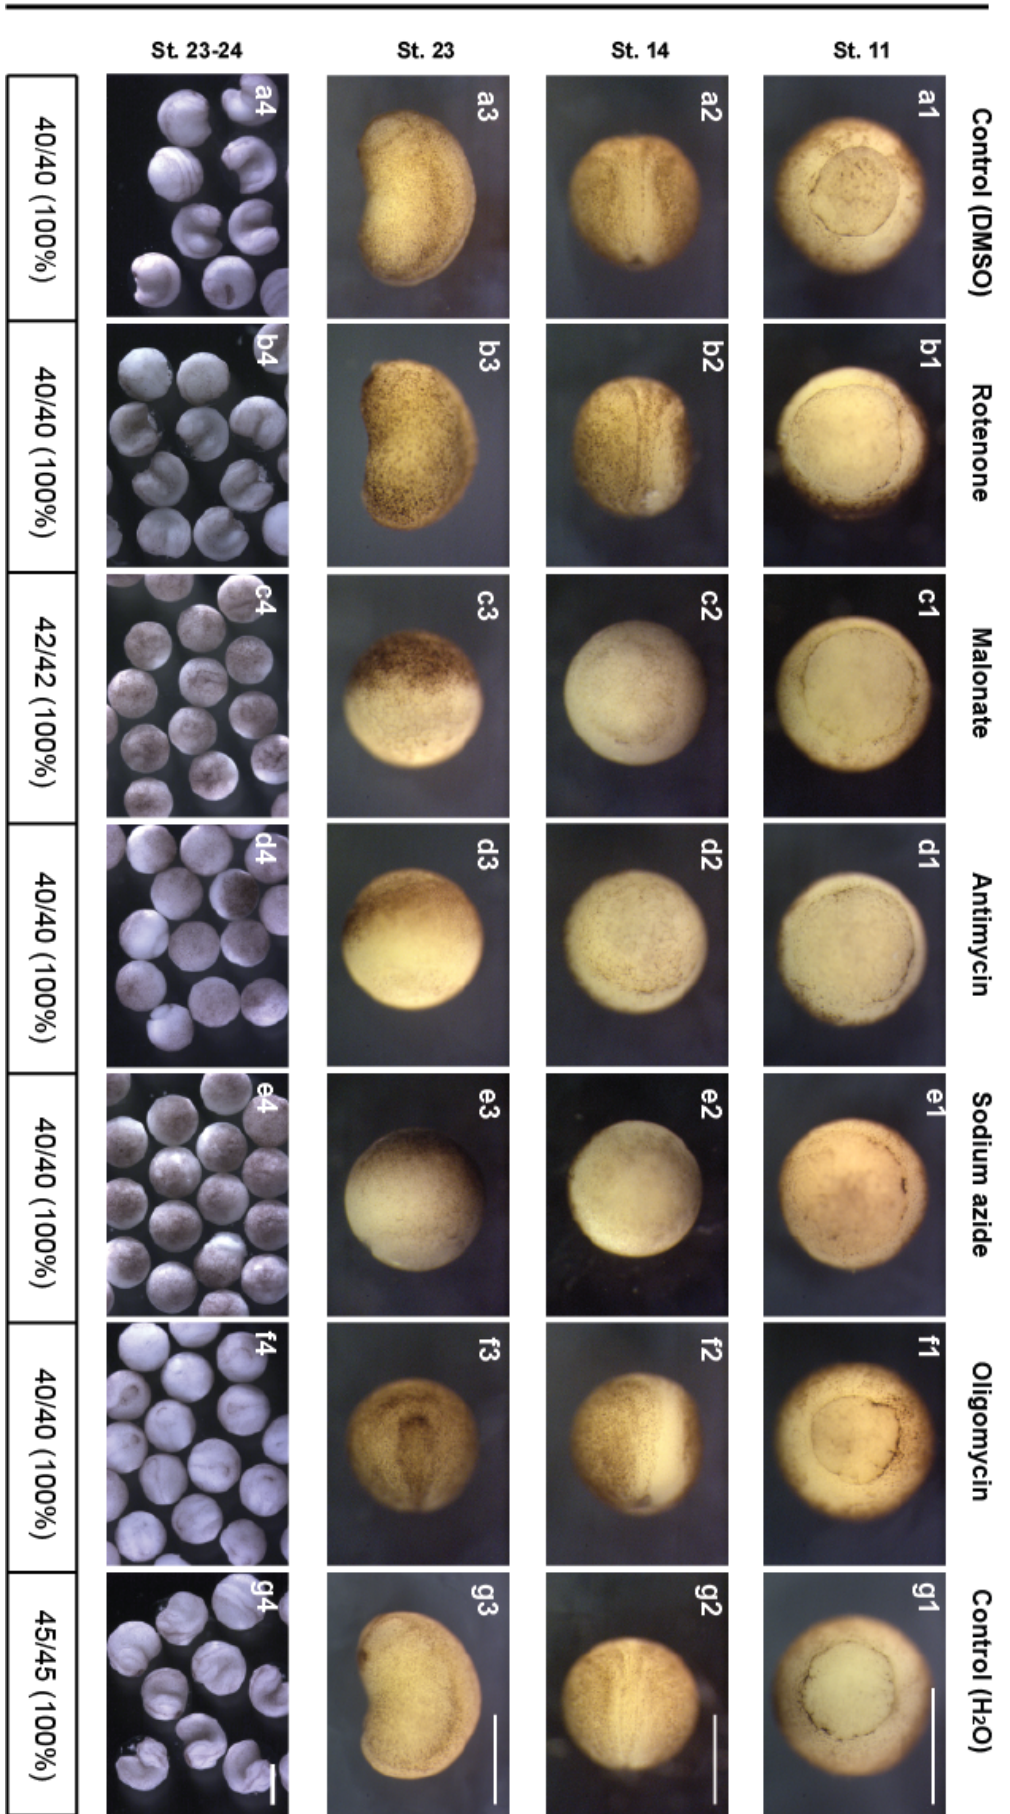 Control (DMSO) Rotenone Malonate Antimycin Sodium azide Oligomycin Control (H2O)
St. 11
a1 b1 c1 d1 e1 f1 g1
St. 14
a2 b2 c2 d2 e2 f2 g2
St. 23
a3 b3 c3 d3 e3 f3 g3
St. 23-24
a4 b4 c4 d4 e4 f4 g4
40/40 (100%) 40/40 (100%) 42/42 (100%) 40/40 (100%) 40/40 (100%) 40/40 (100%) 45/45 (100%)